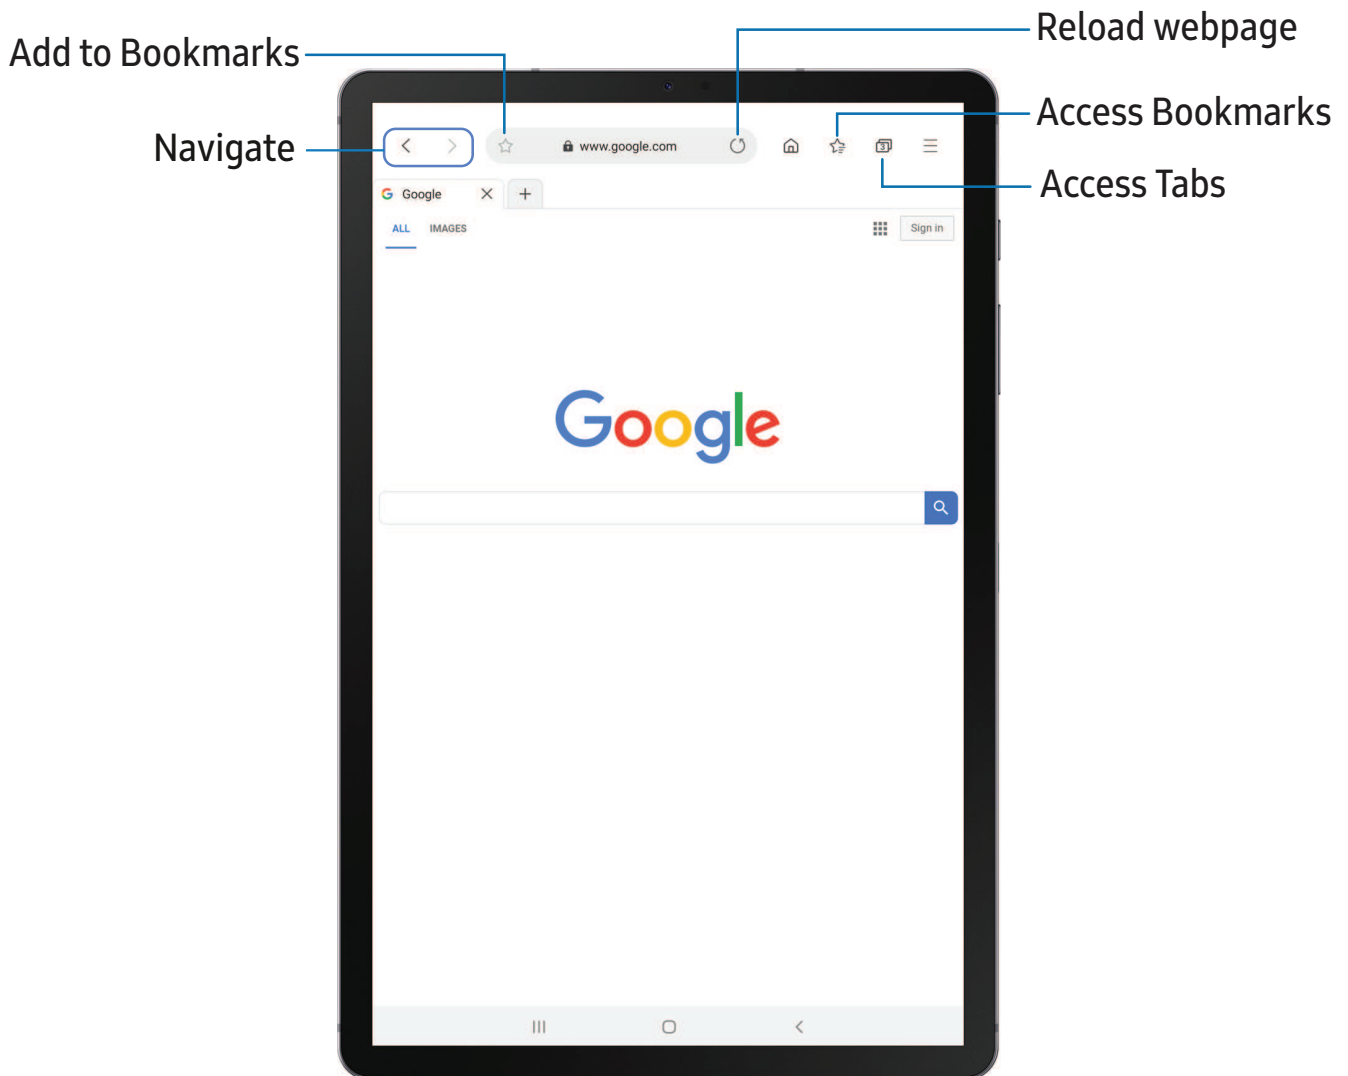 Reload webpage
Add to Bookmarks
Access Bookmarks
Navigate
www.google.com
3
Access Tabs
G Google
ALL IMAGES
Sign in
Google